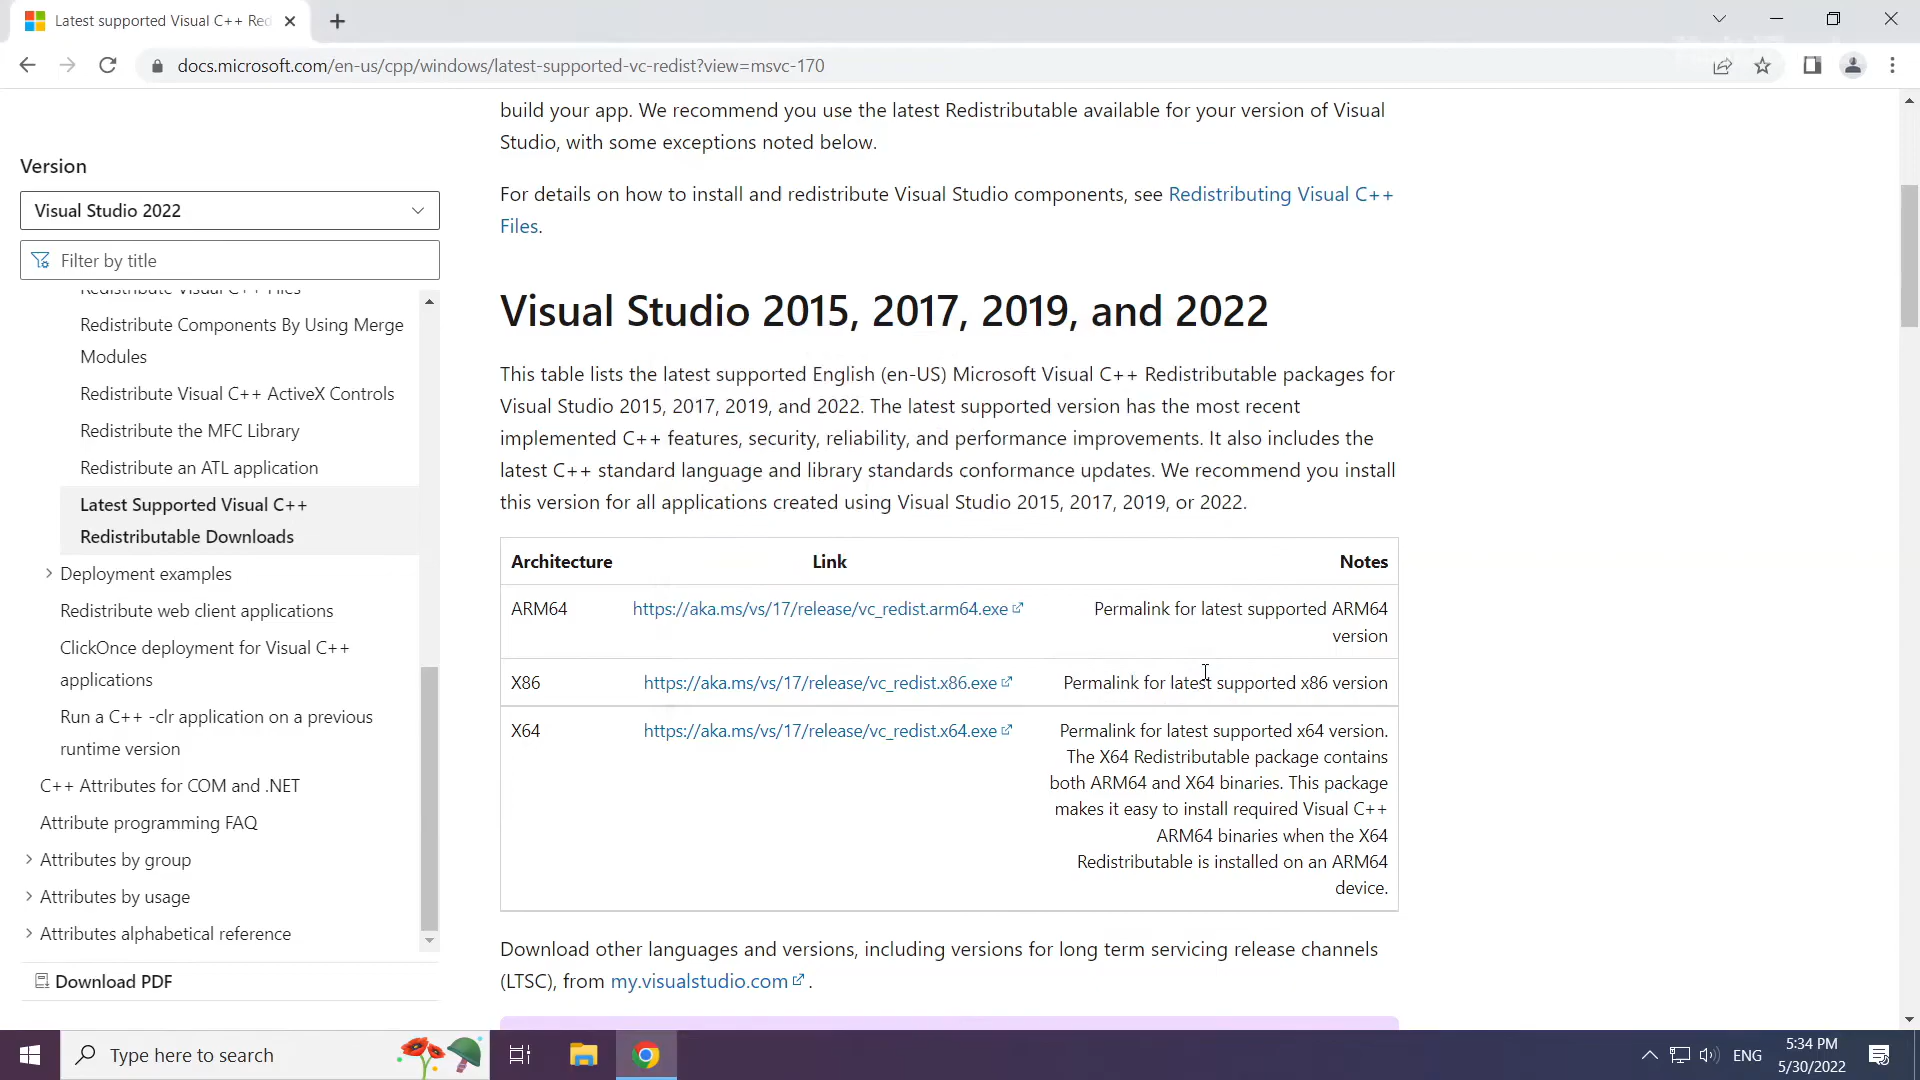 Latest supported Visual C++ Red
docs.microsoft.com/en-us/cpp/windows/latest-supported-vc-redist?view=msvc-170
Version
Visual Studio 2022
Filter by title
Redistribute Visual C++ Files
Redistribute Components By Using Merge
Modules
Redistribute Visual C++ ActiveX Controls
Redistribute the MFC Library
Redistribute an ATL application
Latest Supported Visual C++
Redistributable Downloads
Deployment examples
Redistribute web client applications
ClickOnce deployment for Visual C++
applications
Run a C++ -clr application on a previous
runtime version
C++ Attributes for COM and .NET
Attribute programming FAQ
Attributes by group
Attributes by usage
Attributes alphabetical reference
Download PDF
build your app. We recommend you use the latest Redistributable available for your version of Visual
Studio, with some exceptions noted below.
For details on how to install and redistribute Visual Studio components, see Redistributing Visual C++
Files.
Visual Studio 2015, 2017, 2019, and 2022
This table lists the latest supported English (en-US) Microsoft Visual C++ Redistributable packages for
Visual Studio 2015, 2017, 2019, and 2022. The latest supported version has the most recent
implemented C++ features, security, reliability, and performance improvements. It also includes the
latest C++ standard language and library standards conformance updates. We recommend you install
this version for all applications created using Visual Studio 2015, 2017, 2019, or 2022.
Architecture Link Notes
ARM64 https://aka.ms/vs/17/release/vc_redist.arm64.exe Permalink for latest supported ARM64
version
X86 https://aka.ms/vs/17/release/vc_redist.x86.exe Permalink for latest supported x86 version
X64 https://aka.ms/vs/17/release/vc_redist.x64.exe Permalink for latest supported x64 version.
The X64 Redistributable package contains
both ARM64 and X64 binaries. This package
makes it easy to install required Visual C++
ARM64 binaries when the X64
Redistributable is installed on an ARM64
device.
Download other languages and versions, including versions for long term servicing release channels
(LTSC), from my.visualstudio.com .
Type here to search
ENG
5:34 PM
5/30/2022